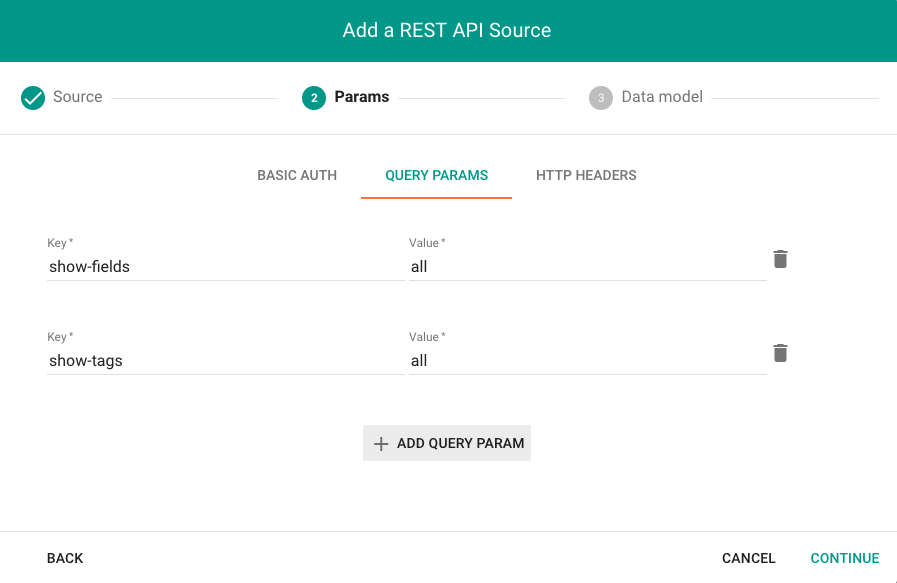 Add a REST API Source
Source
2 Params
3 Data model
BASIC AUTH QUERY PARAMS HTTP HEADERS
Key * Value *
show-fields all
Key * Value *
show-tags all
ADD QUERY PARAM
BACK CANCEL CONTINUE